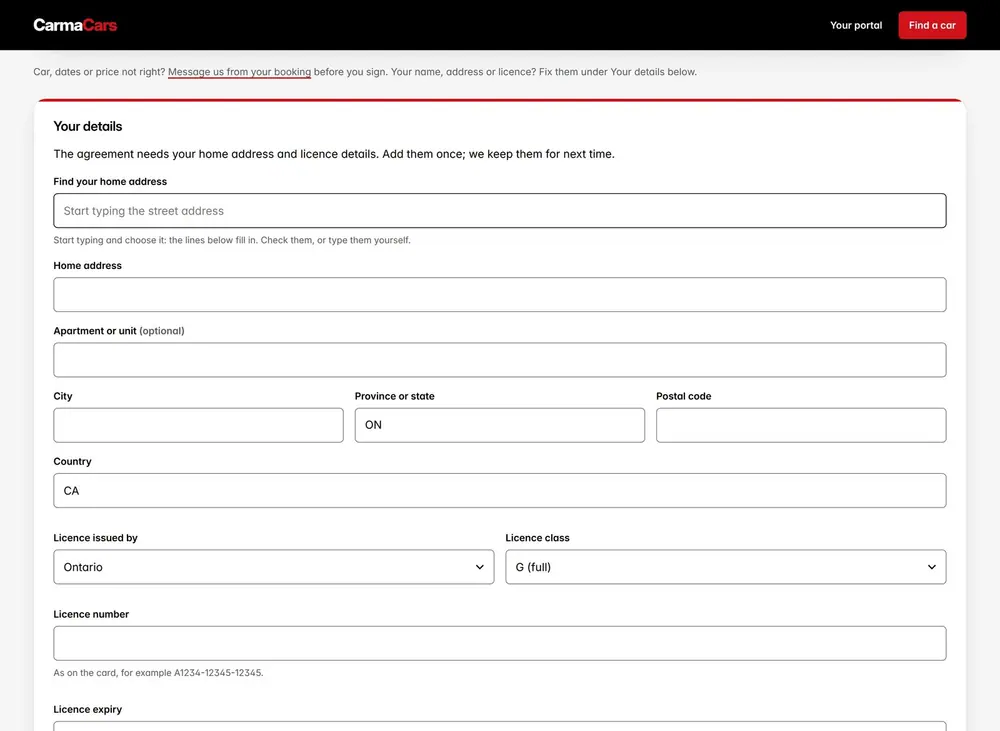 CarmaCars
Your portal
Find a car
Car, dates or price not right? Message us from your booking before you sign. Your name, address or licence? Fix them under Your details below.
Your details
The agreement needs your home address and licence details. Add them once; we keep them for next time.
Find your home address
Start typing the street address
Start typing and choose it: the lines below fill in. Check them, or type them yourself.
Home address
Apartment or unit (optional)
City
Province or state
Postal code
ON
Country
CA
Licence issued by
Licence class
Ontario
G (full)
Licence number
As on the card, for example A1234-12345-12345.
Licence expiry